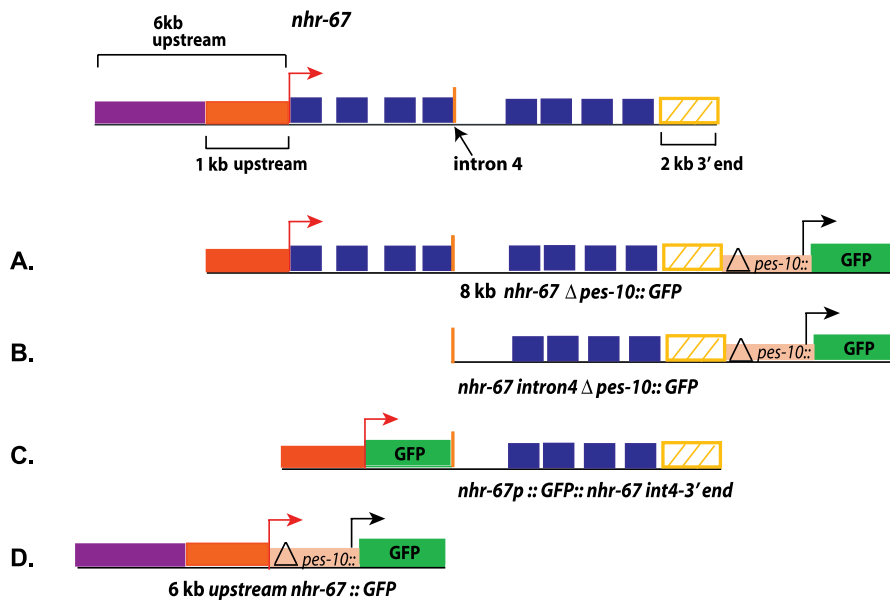 6kb
upstream
nhr-67
1 kb upstream
intron 4
2 kb 3' end
A.
pes-10::
GFP
8 kb nhr-67 Δ pes-10:: GFP
B.
pes-10::
GFP
nhr-67 intron4 Δ pes-10:: GFP
C.
GFP
nhr-67p :: GFP:: nhr-67 int4-3' end
D.
pes-10::
GFP
6 kb upstream nhr-67 :: GFP